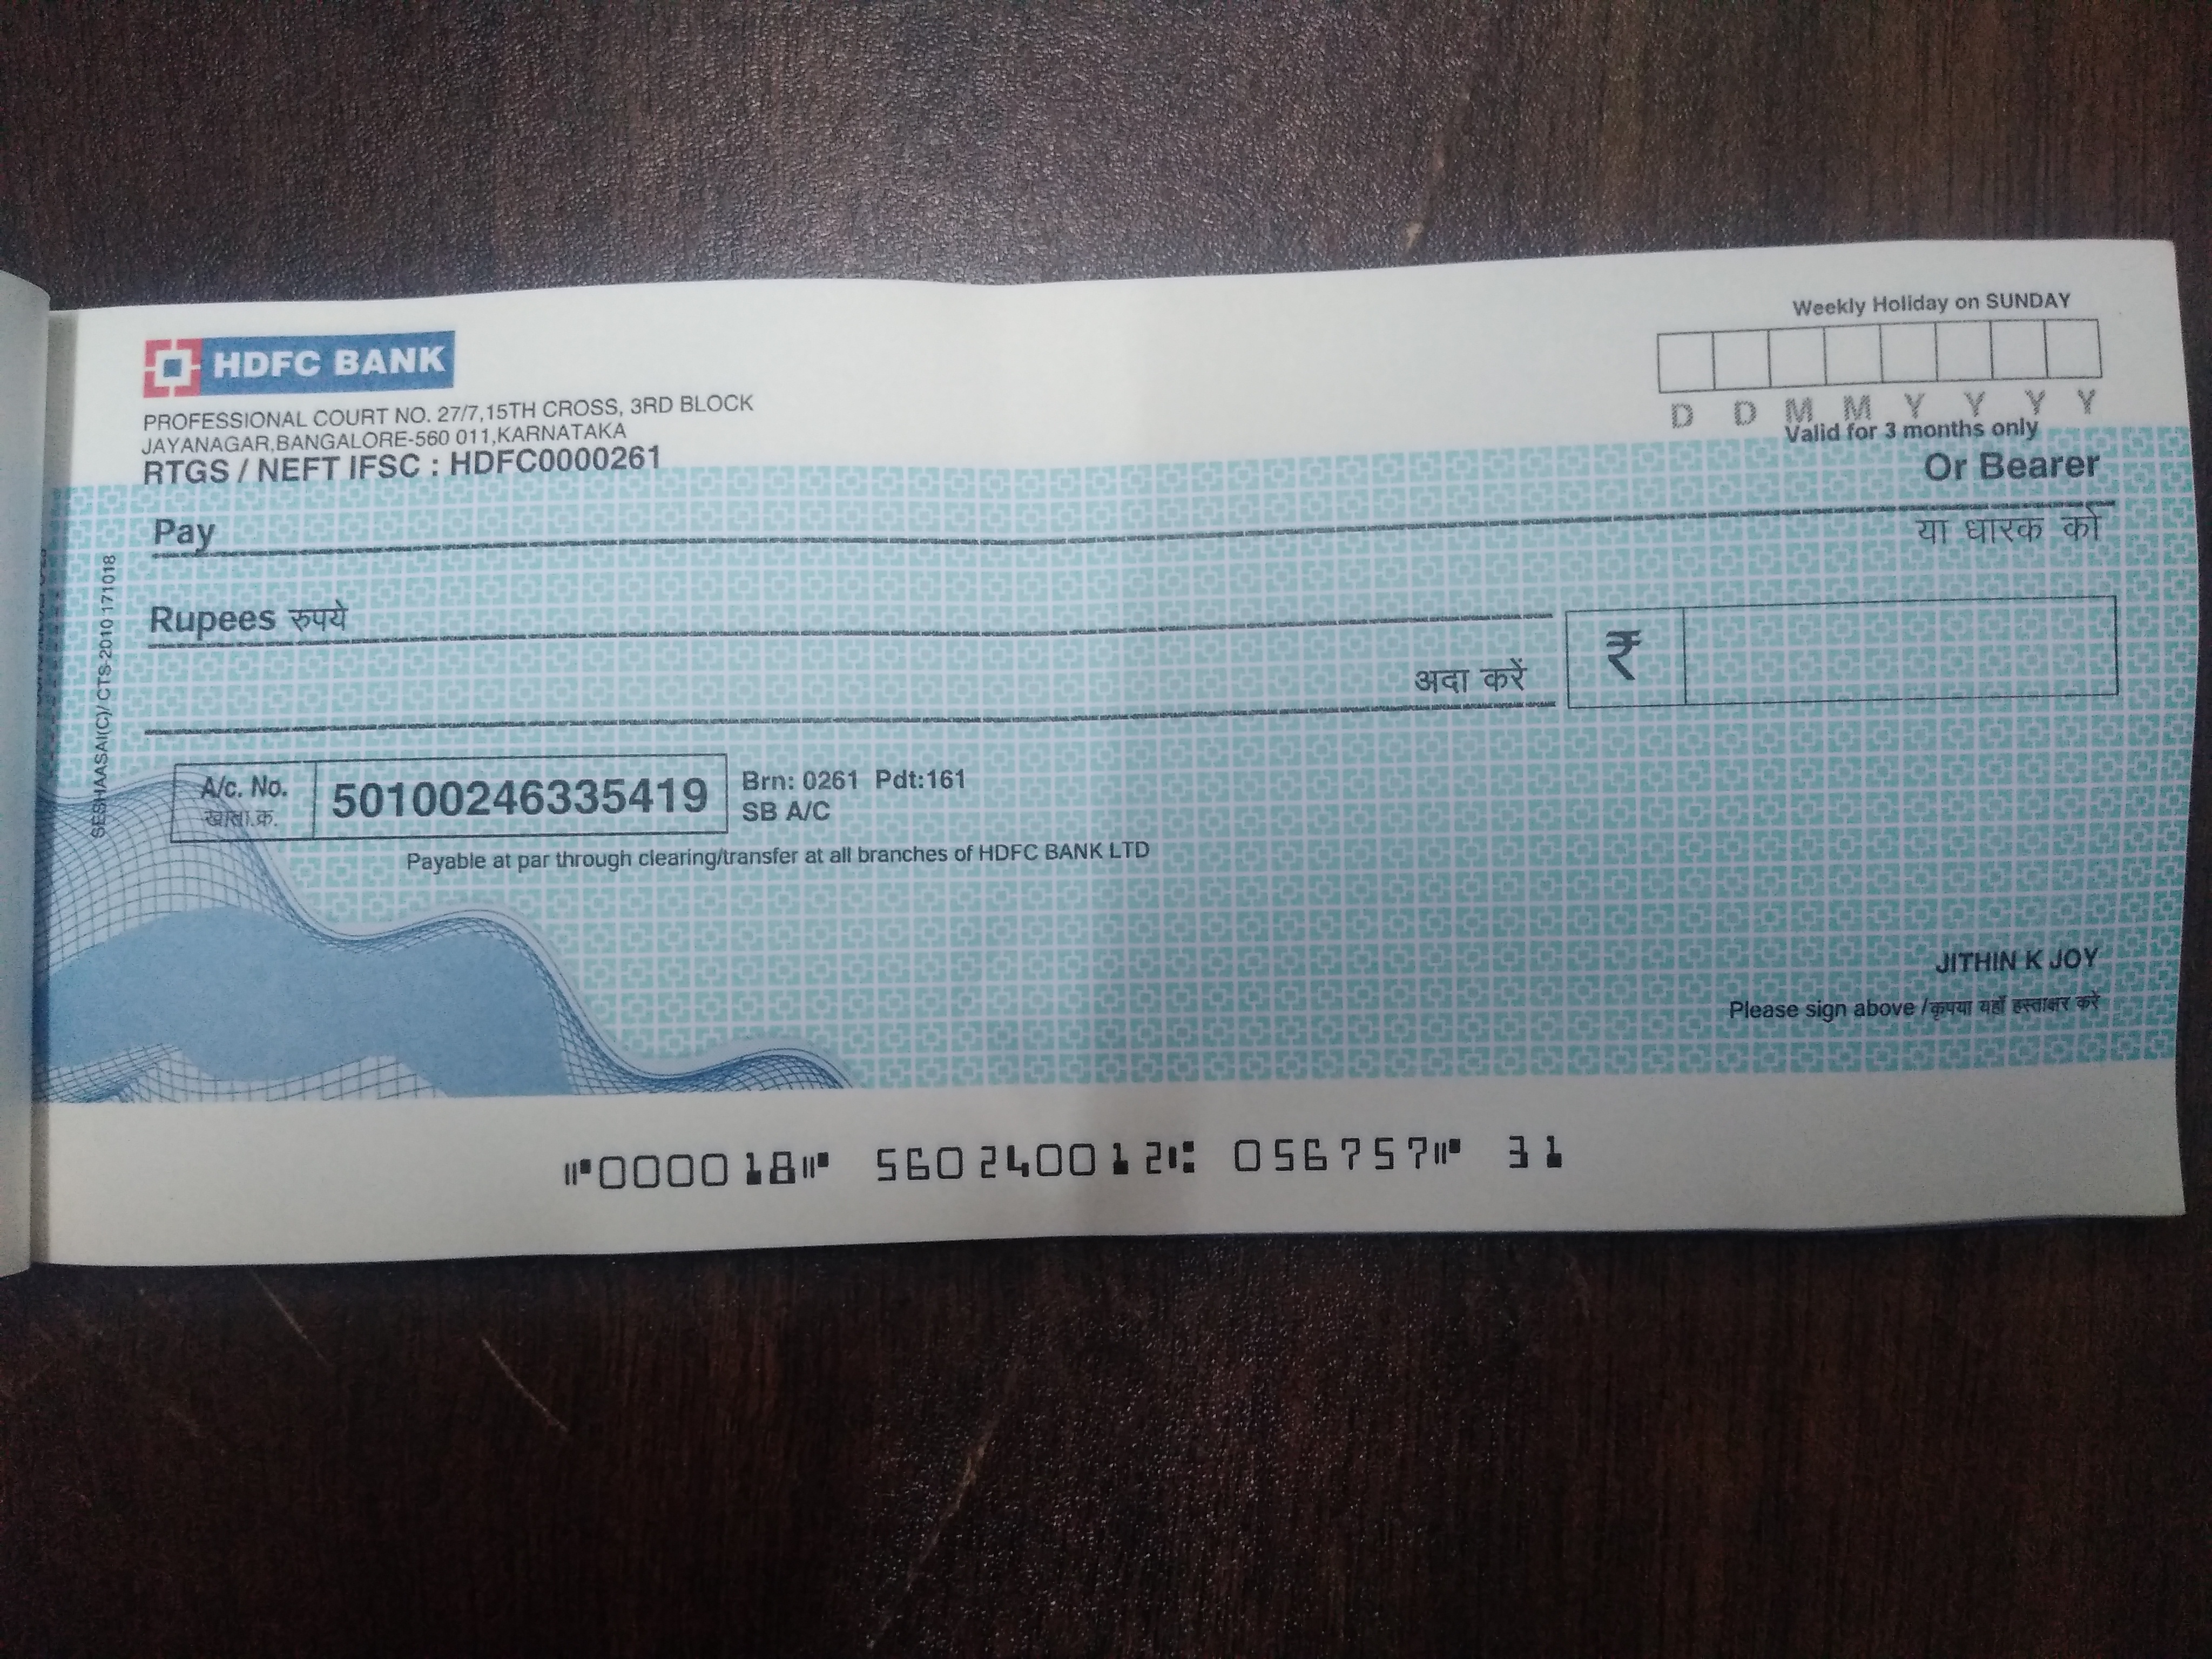 HDFC BANK
PROFESSIONAL COURT NO. 27/7,15TH CROSS, 3RD BLOCK
JAYANAGAR,BANGALORE-560 011,KARNATAKA
RTGS / NEFT IFSC : HDFC0000261
Weekly Holiday on SUNDAY
D D M M Y Y Y Y
Valid for 3 months only
Or Bearer
Pay
या धारक को
Rupees रुपये
अदा करें
₹
A/c. No.
खाता.क्र.
50100246335419
Brn: 0261 Pdt:161
SB A/C
Payable at par through clearing/transfer at all branches of HDFC BANK LTD
SESHAASAI(C)/ CTS-2010 171018
JITHIN K JOY
Please sign above /कृपया यहाँ हस्ताक्षर करें
⑈000018⑈ 560240012⑆ 056757⑈ 31